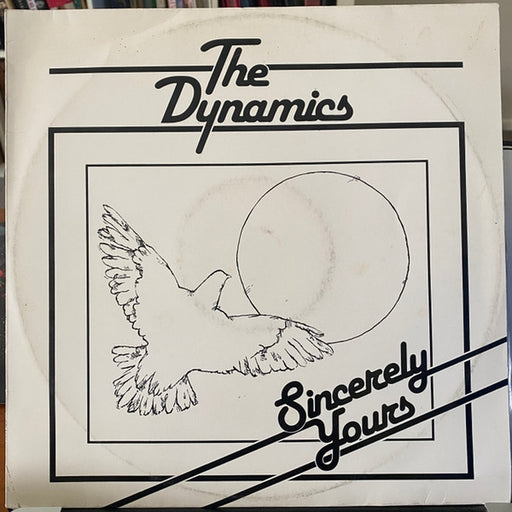 The
Dynamics
Sincerely
Yours